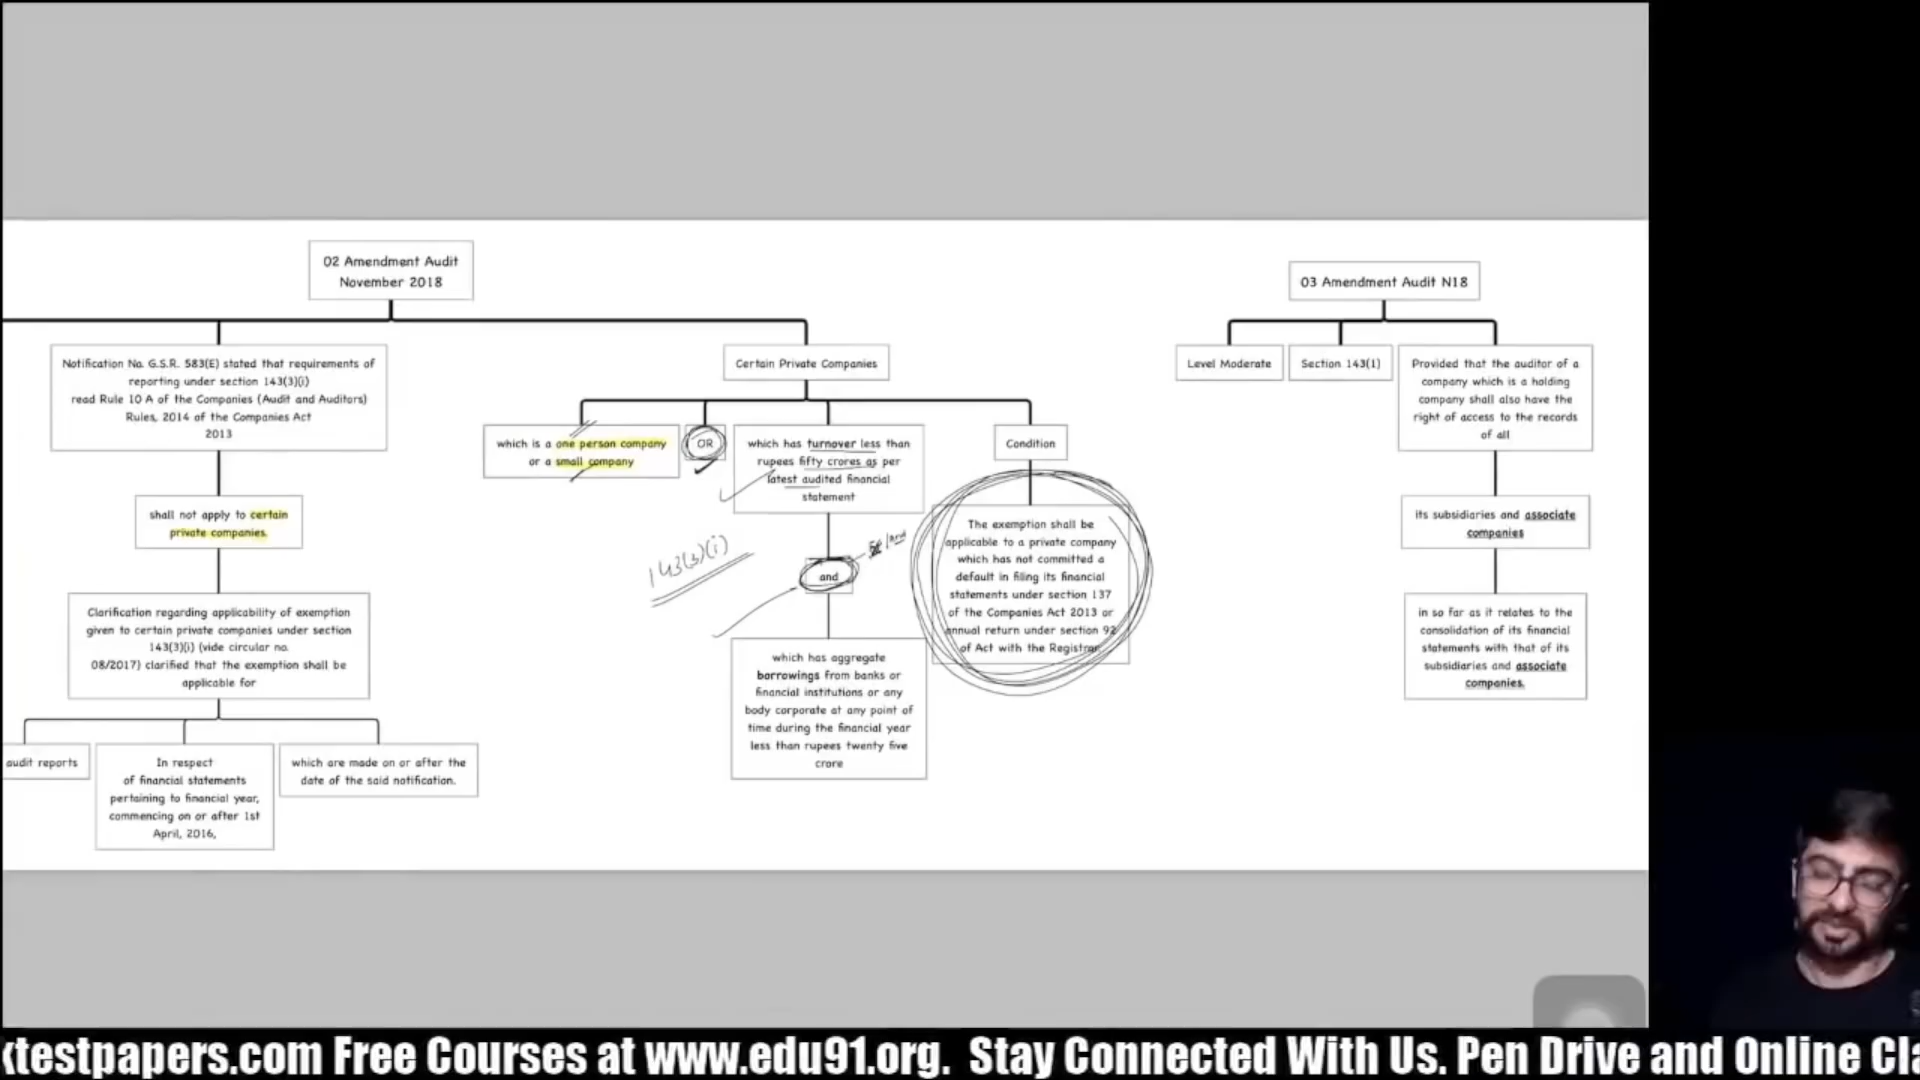 02 Amendment Audit
November 2018
Notification No. G.S.R. 583(E) stated that requirements of
reporting under section 143(3)(i)
read Rule 10 A of the Companies (Audit and Auditors)
Rules, 2014 of the Companies Act
2013
shall not apply to certain
private companies.
Clarification regarding applicability of exemption
given to certain private companies under section
143(3)(i) (vide circular no.
08/2017) clarified that the exemption shall be
applicable for
audit reports
In respect
of financial statements
pertaining to financial year,
commencing on or after 1st
April, 2016,
which are made on or after the
date of the said notification.
Certain Private Companies
which is a one person company
or a small company
OR
which has turnover less than
rupees fifty crores as per
latest audited financial
statement
143(3)(i)
and
which has aggregate
borrowings from banks or
financial institutions or any
body corporate at any point of
time during the financial year
less than rupees twenty five
crore
Condition
The exemption shall be
applicable to a private company
which has not committed a
default in filing its financial
statements under section 137
of the Companies Act 2013 or
annual return under section 92
of Act with the Registrar.
03 Amendment Audit N18
Level Moderate
Section 143(1)
Provided that the auditor of a
company which is a holding
company shall also have the
right of access to the records
of all
its subsidiaries and associate
companies
in so far as it relates to the
consolidation of its financial
statements with that of its
subsidiaries and associate
companies.
ktestpapers.com Free Courses at www.edu91.org. Stay Connected With Us. Pen Drive and Online Cla